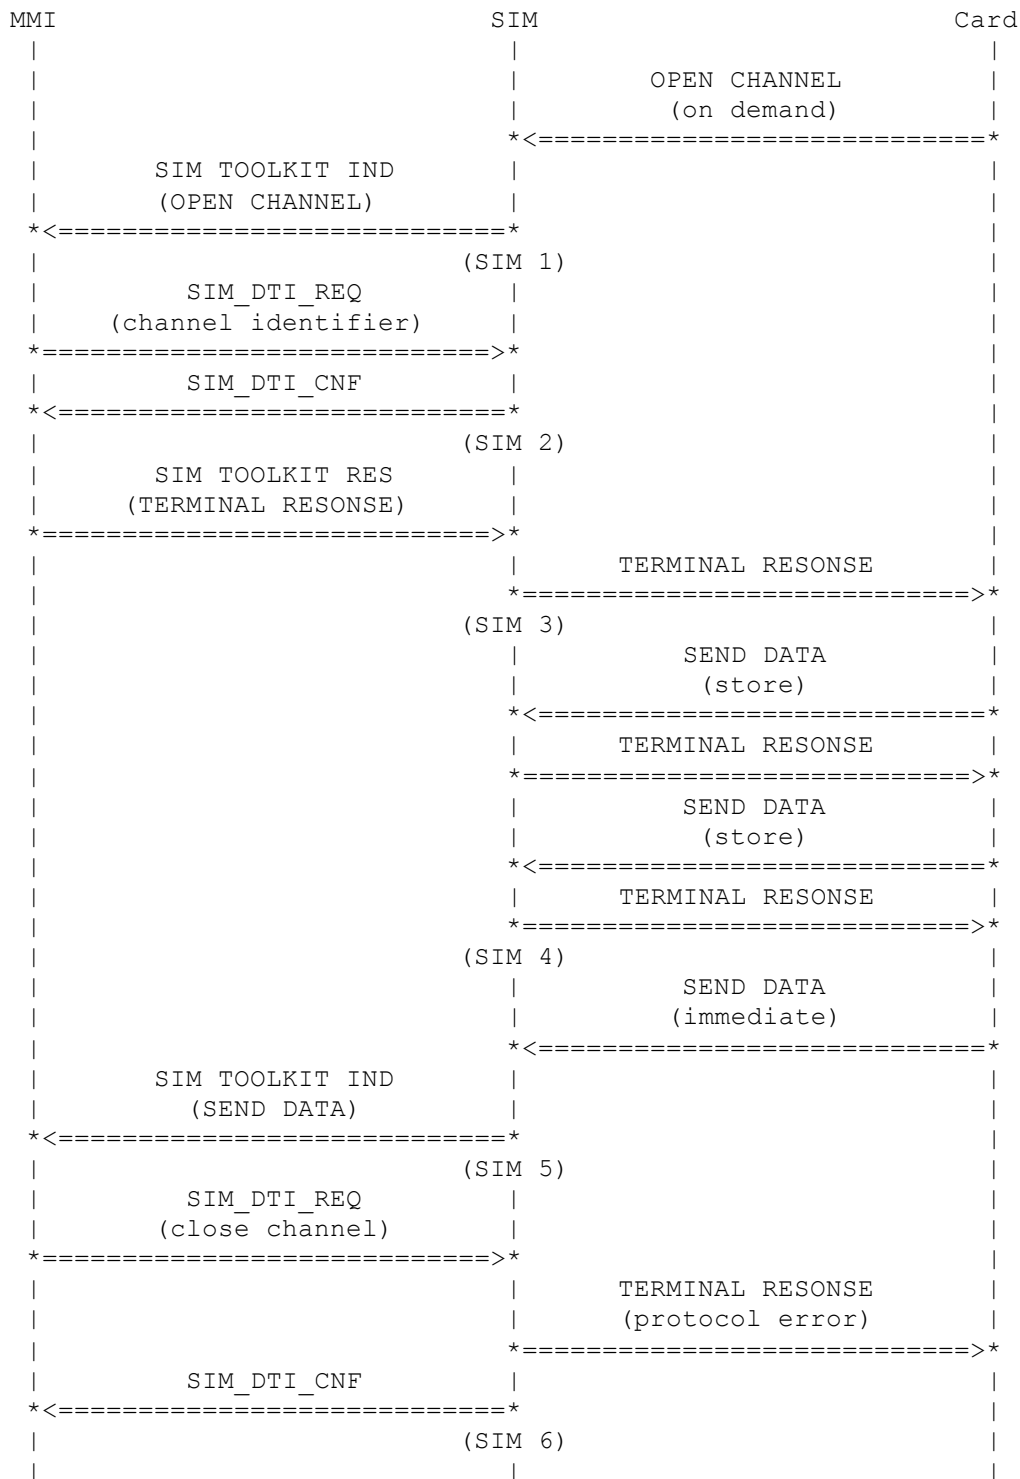 MMI                           SIM                          Card
 |                             |                             |
 |                             |        OPEN CHANNEL         |
 |                             |         (on demand)         |
 |                             *<============================*
 |       SIM TOOLKIT IND       |                             |
 |       (OPEN CHANNEL)        |                             |
 *<============================*                             |
 |                          (SIM 1)                          |
 |         SIM_DTI_REQ         |                             |
 |    (channel identifier)     |                             |
 *============================>*                             |
 |         SIM_DTI_CNF         |                             |
 *<============================*                             |
 |                          (SIM 2)                          |
 |       SIM TOOLKIT RES       |                             |
 |     (TERMINAL RESONSE)      |                             |
 *============================>*                             |
 |                             |      TERMINAL RESONSE       |
 |                             *============================>*
 |                          (SIM 3)                          |
 |                             |          SEND DATA          |
 |                             |           (store)           |
 |                             *<============================*
 |                             |      TERMINAL RESONSE       |
 |                             *============================>*
 |                             |          SEND DATA          |
 |                             |           (store)           |
 |                             *<============================*
 |                             |      TERMINAL RESONSE       |
 |                             *============================>*
 |                          (SIM 4)                          |
 |                             |          SEND DATA          |
 |                             |         (immediate)         |
 |                             *<============================*
 |       SIM TOOLKIT IND       |                             |
 |         (SEND DATA)         |                             |
 *<============================*                             |
 |                          (SIM 5)                          |
 |         SIM_DTI_REQ         |                             |
 |       (close channel)       |                             |
 *============================>*                             |
 |                             |      TERMINAL RESONSE       |
 |                             |      (protocol error)       |
 |                             *============================>*
 |         SIM_DTI_CNF         |                             |
 *<============================*                             |
 |                          (SIM 6)                          |
 |                             |                             |